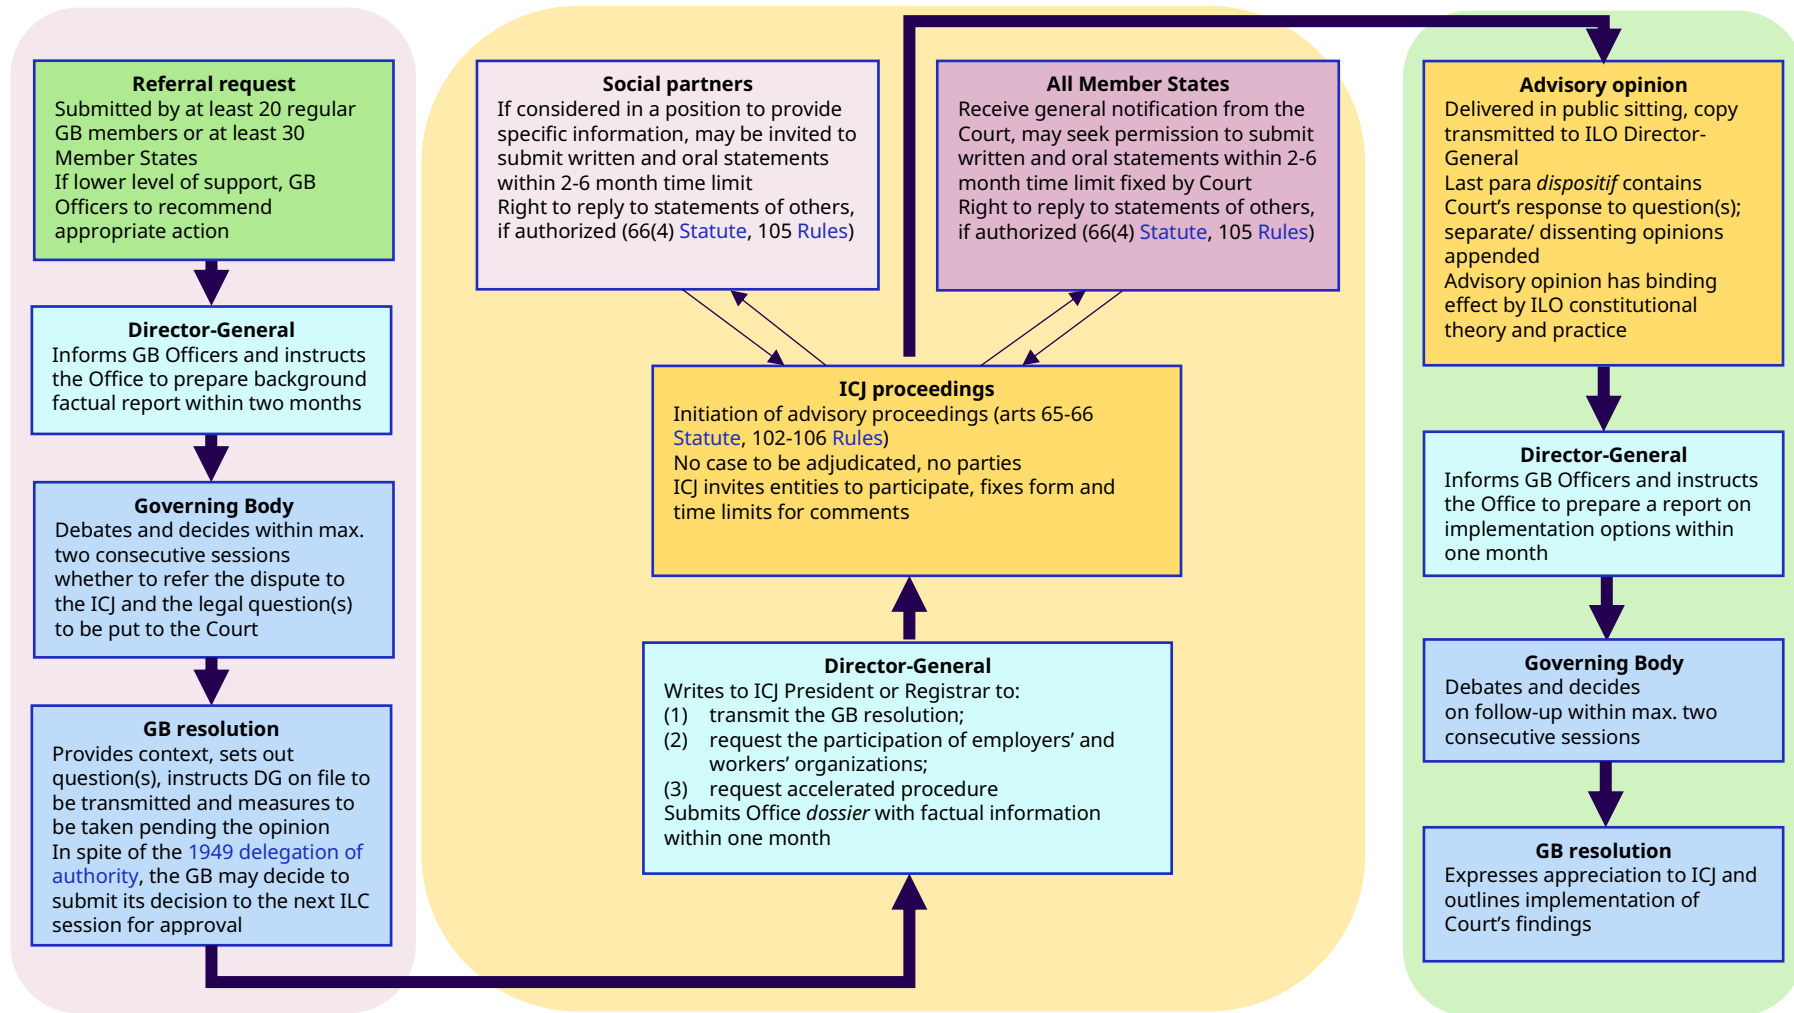 Referral request
Submitted by at least 20 regular
GB members or at least 30
Member States
If lower level of support, GB
Officers to recommend
appropriate action
Director-General
Informs GB Officers and instructs
the Office to prepare background
factual report within two months
Governing Body
Debates and decides within max.
two consecutive sessions
whether to refer the dispute to
the ICJ and the legal question(s)
to be put to the Court
GB resolution
Provides context, sets out
question(s), instructs DG on file to
be transmitted and measures to
be taken pending the opinion
In spite of the 1949 delegation of
authority, the GB may decide to
submit its decision to the next ILC
session for approval
Social partners
If considered in a position to provide
specific information, may be invited to
submit written and oral statements
within 2-6 month time limit
Right to reply to statements of others,
if authorized (66(4) Statute, 105 Rules)
All Member States
Receive general notification from the
Court, may seek permission to submit
written and oral statements within 2-6
month time limit fixed by Court
Right to reply to statements of others,
if authorized (66(4) Statute, 105 Rules)
ICJ proceedings
Initiation of advisory proceedings (arts 65-66
Statute, 102-106 Rules)
No case to be adjudicated, no parties
ICJ invites entities to participate, fixes form and
time limits for comments
Director-General
Writes to ICJ President or Registrar to:
(1) transmit the GB resolution;
(2) request the participation of employers’ and
workers’ organizations;
(3) request accelerated procedure
Submits Office dossier with factual information
within one month
Advisory opinion
Delivered in public sitting, copy
transmitted to ILO Director-
General
Last para dispositif contains
Court’s response to question(s);
separate/ dissenting opinions
appended
Advisory opinion has binding
effect by ILO constitutional
theory and practice
Director-General
Informs GB Officers and instructs
the Office to prepare a report on
implementation options within
one month
Governing Body
Debates and decides
on follow-up within max. two
consecutive sessions
GB resolution
Expresses appreciation to ICJ and
outlines implementation of
Court’s findings